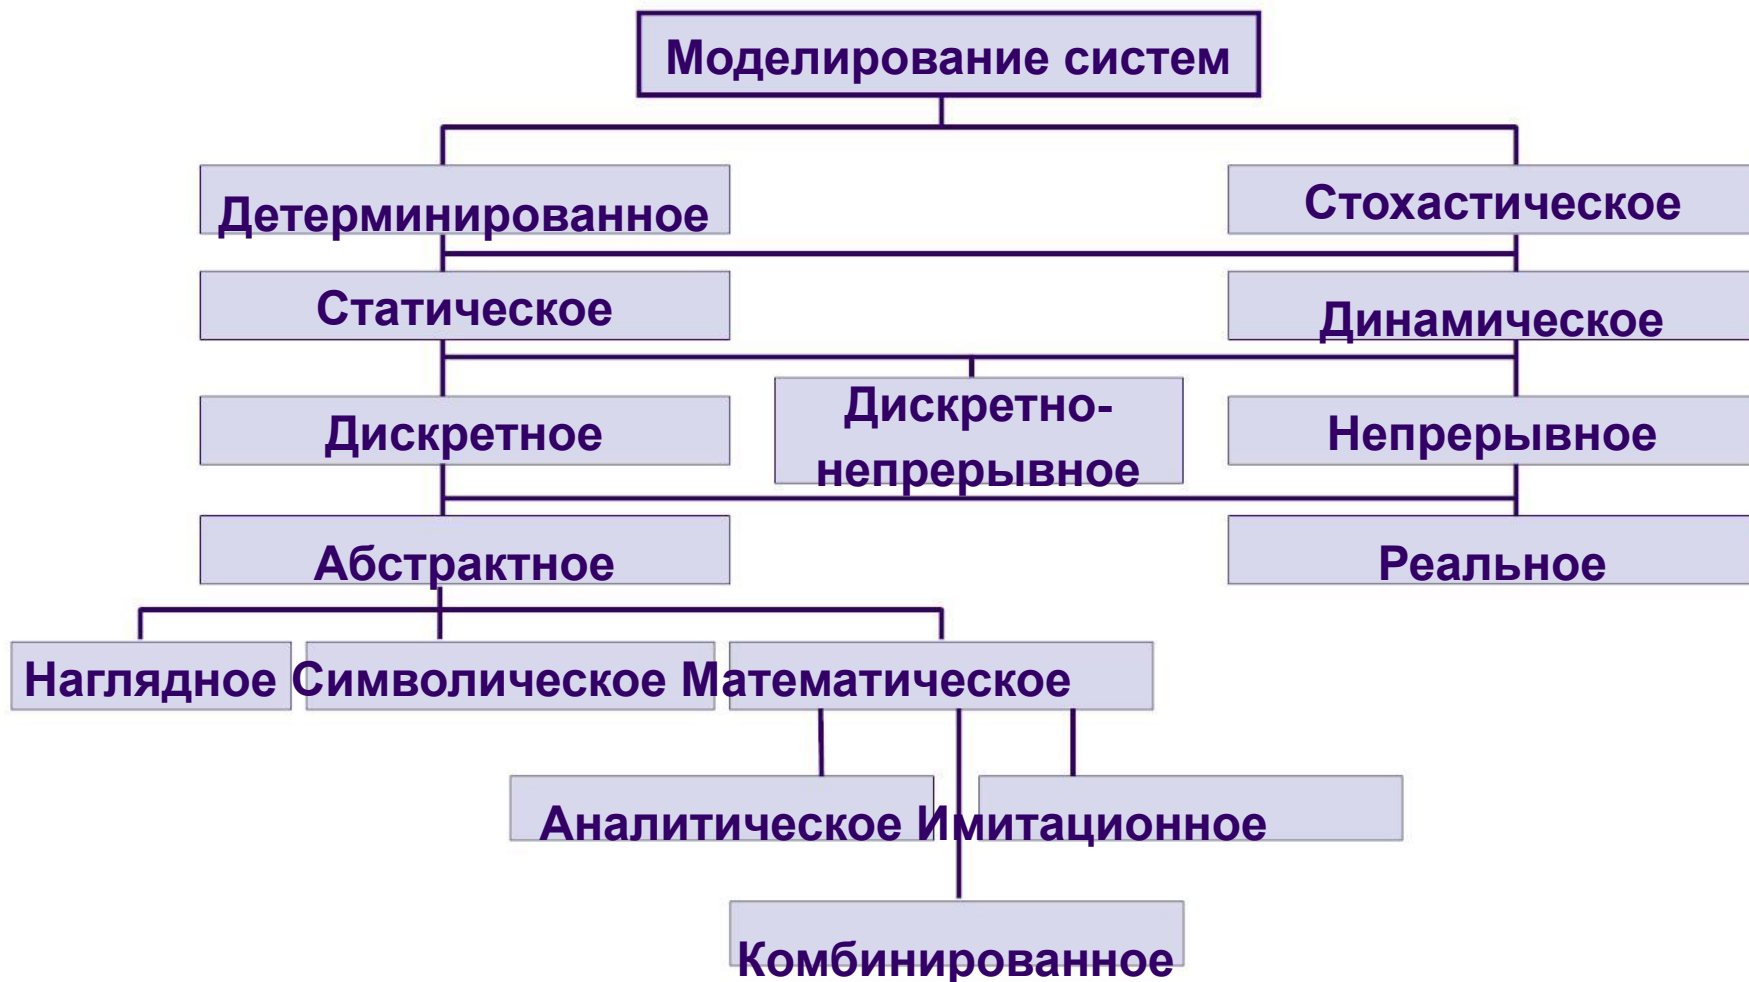 Моделирование систем
Детерминированное
Стохастическое
Статическое
Динамическое
Дискретное
Дискретно-
непрерывное
Непрерывное
Абстрактное
Реальное
Наглядное
Символическое
Математическое
Аналитическое
Имитационное
Комбинированное